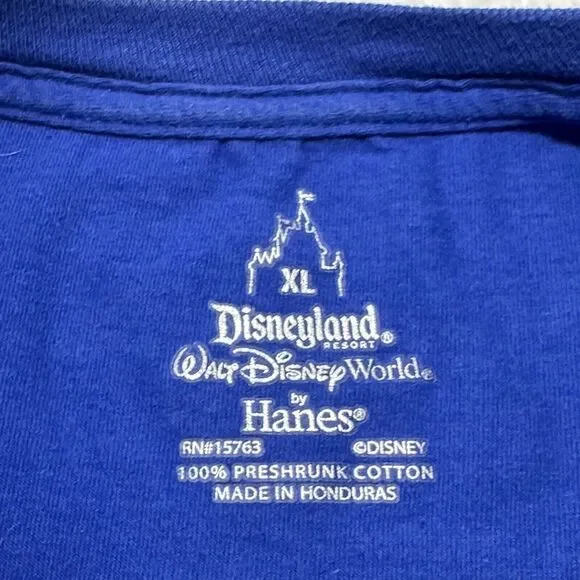 XL
Disneyland®
RESORT
WALT DISNEY World®
by
Hanes®
RN#15763 ©DISNEY
100% PRESHRUNK COTTON
MADE IN HONDURAS